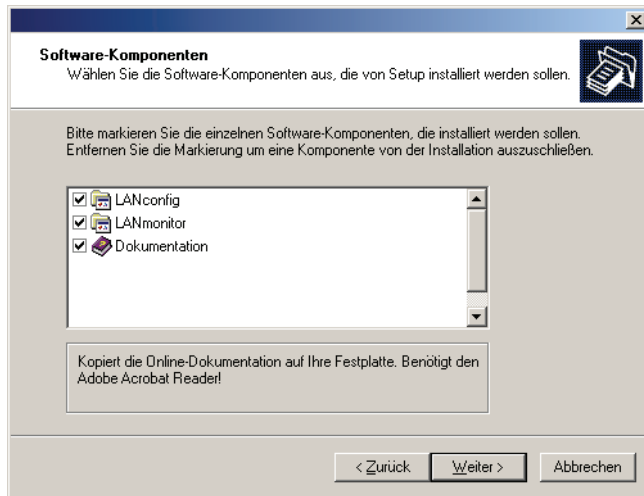 Software-Komponenten
Wählen Sie die Software-Komponenten aus, die von Setup installiert werden sollen.
Bitte markieren Sie die einzelnen Software-Komponenten, die installiert werden sollen.
Entfernen Sie die Markierung um eine Komponente von der Installation auszuschließen.
LANconfig
LANmonitor
Dokumentation
Kopiert die Online-Dokumentation auf Ihre Festplatte. Benötigt den
Adobe Acrobat Reader!
< Zurück
Weiter >
Abbrechen